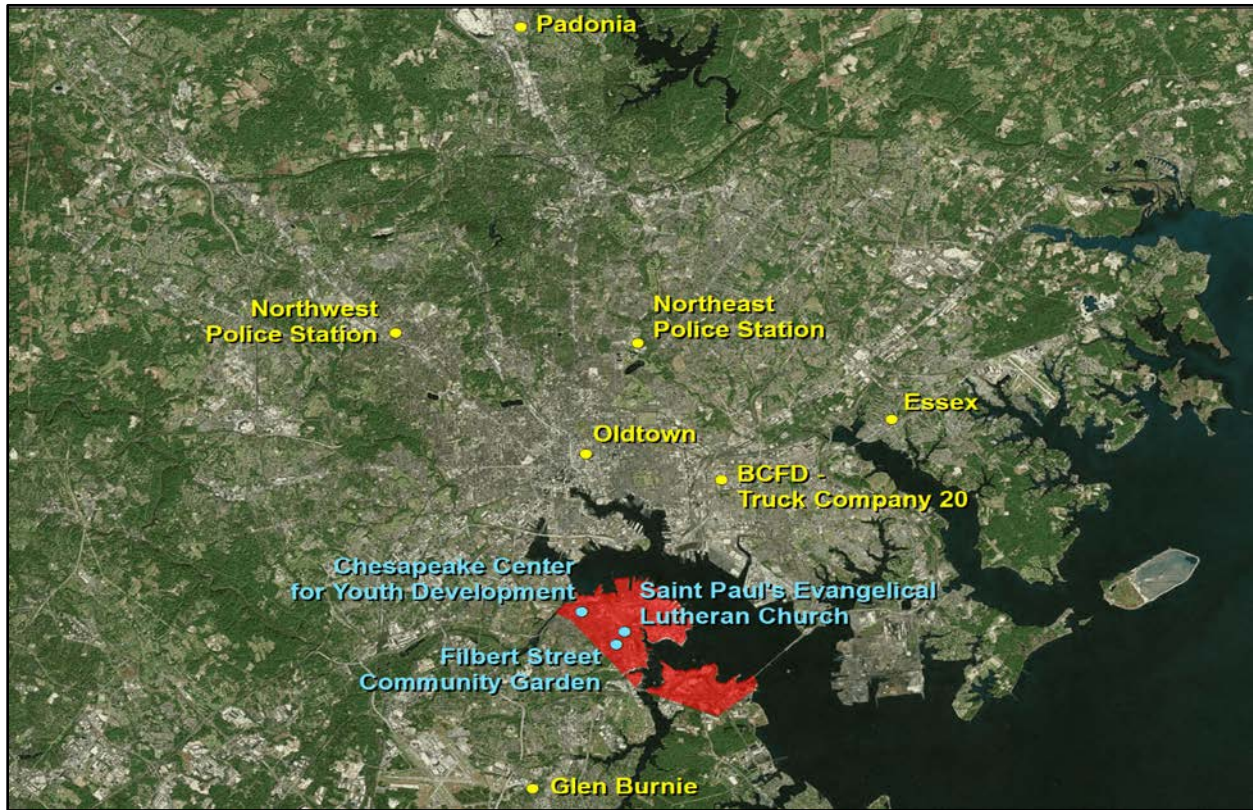 Padonia
Northwest
Police Station
Northeast
Police Station
Essex
Oldtown
BCFD -
Truck Company 20
Chesapeake Center
for Youth Development
Saint Paul's Evangelical
Lutheran Church
Filbert Street
Community Garden
Glen Burnie